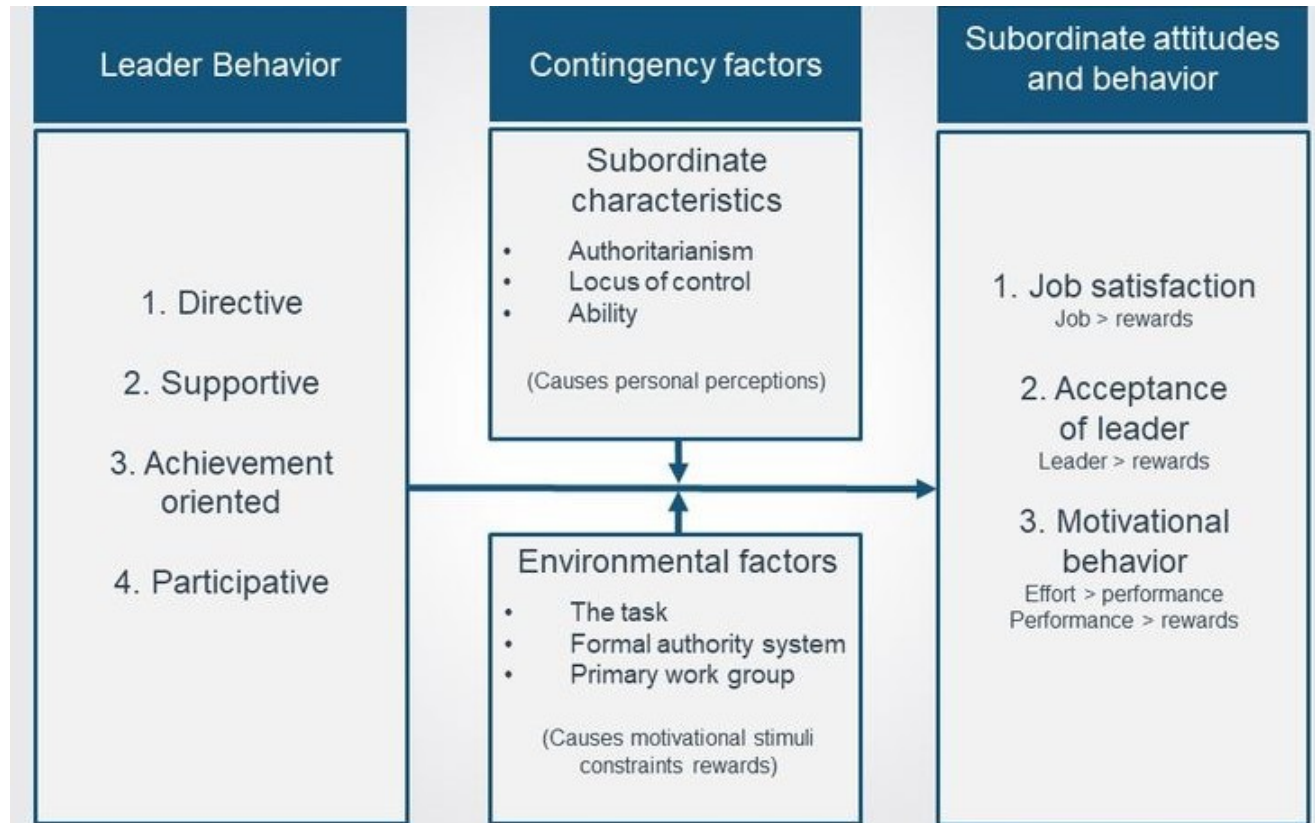 Leader Behavior
1. Directive
2. Supportive
3. Achievement
oriented
4. Participative
Contingency factors
Subordinate
characteristics
• Authoritarianism
• Locus of control
• Ability
(Causes personal perceptions)
Environmental factors
• The task
• Formal authority system
• Primary work group
(Causes motivational stimuli
constraints rewards)
Subordinate attitudes
and behavior
1. Job satisfaction
Job > rewards
2. Acceptance
of leader
Leader > rewards
3. Motivational
behavior
Effort > performance
Performance > rewards